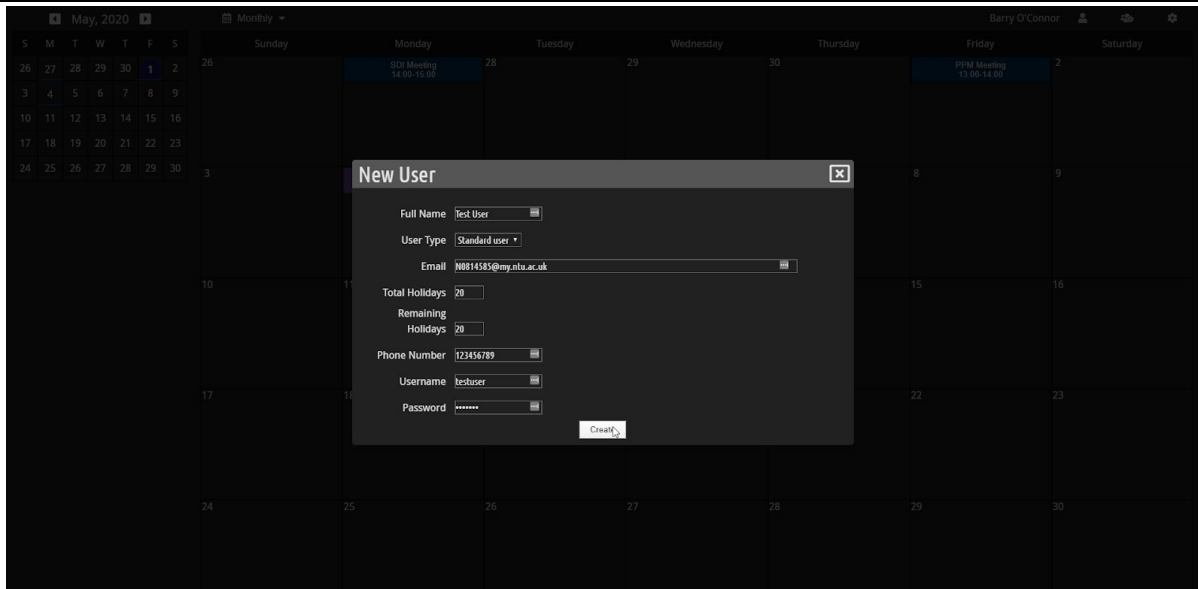 May, 2020
Monthly
Barry O'Connor
S M T W T F S
26 27 28 29 30 1 2
3 4 5 6 7 8 9
10 11 12 13 14 15 16
17 18 19 20 21 22 23
24 25 26 27 28 29 30
Sunday Monday Tuesday Wednesday Thursday Friday Saturday
26 28 29 30 2
SDI Meeting
14:00-15:00
PPM Meeting
13:00-14:00
3 8 9
New User
Full Name Test User
User Type Standard user
Email N0814585@my.ntu.ac.uk
10 11 15 16
Total Holidays 20
Remaining
Holidays 20
Phone Number 123456789
Username testuser
17 18 22 23
Password •••••••
Create
24 25 26 27 28 29 30